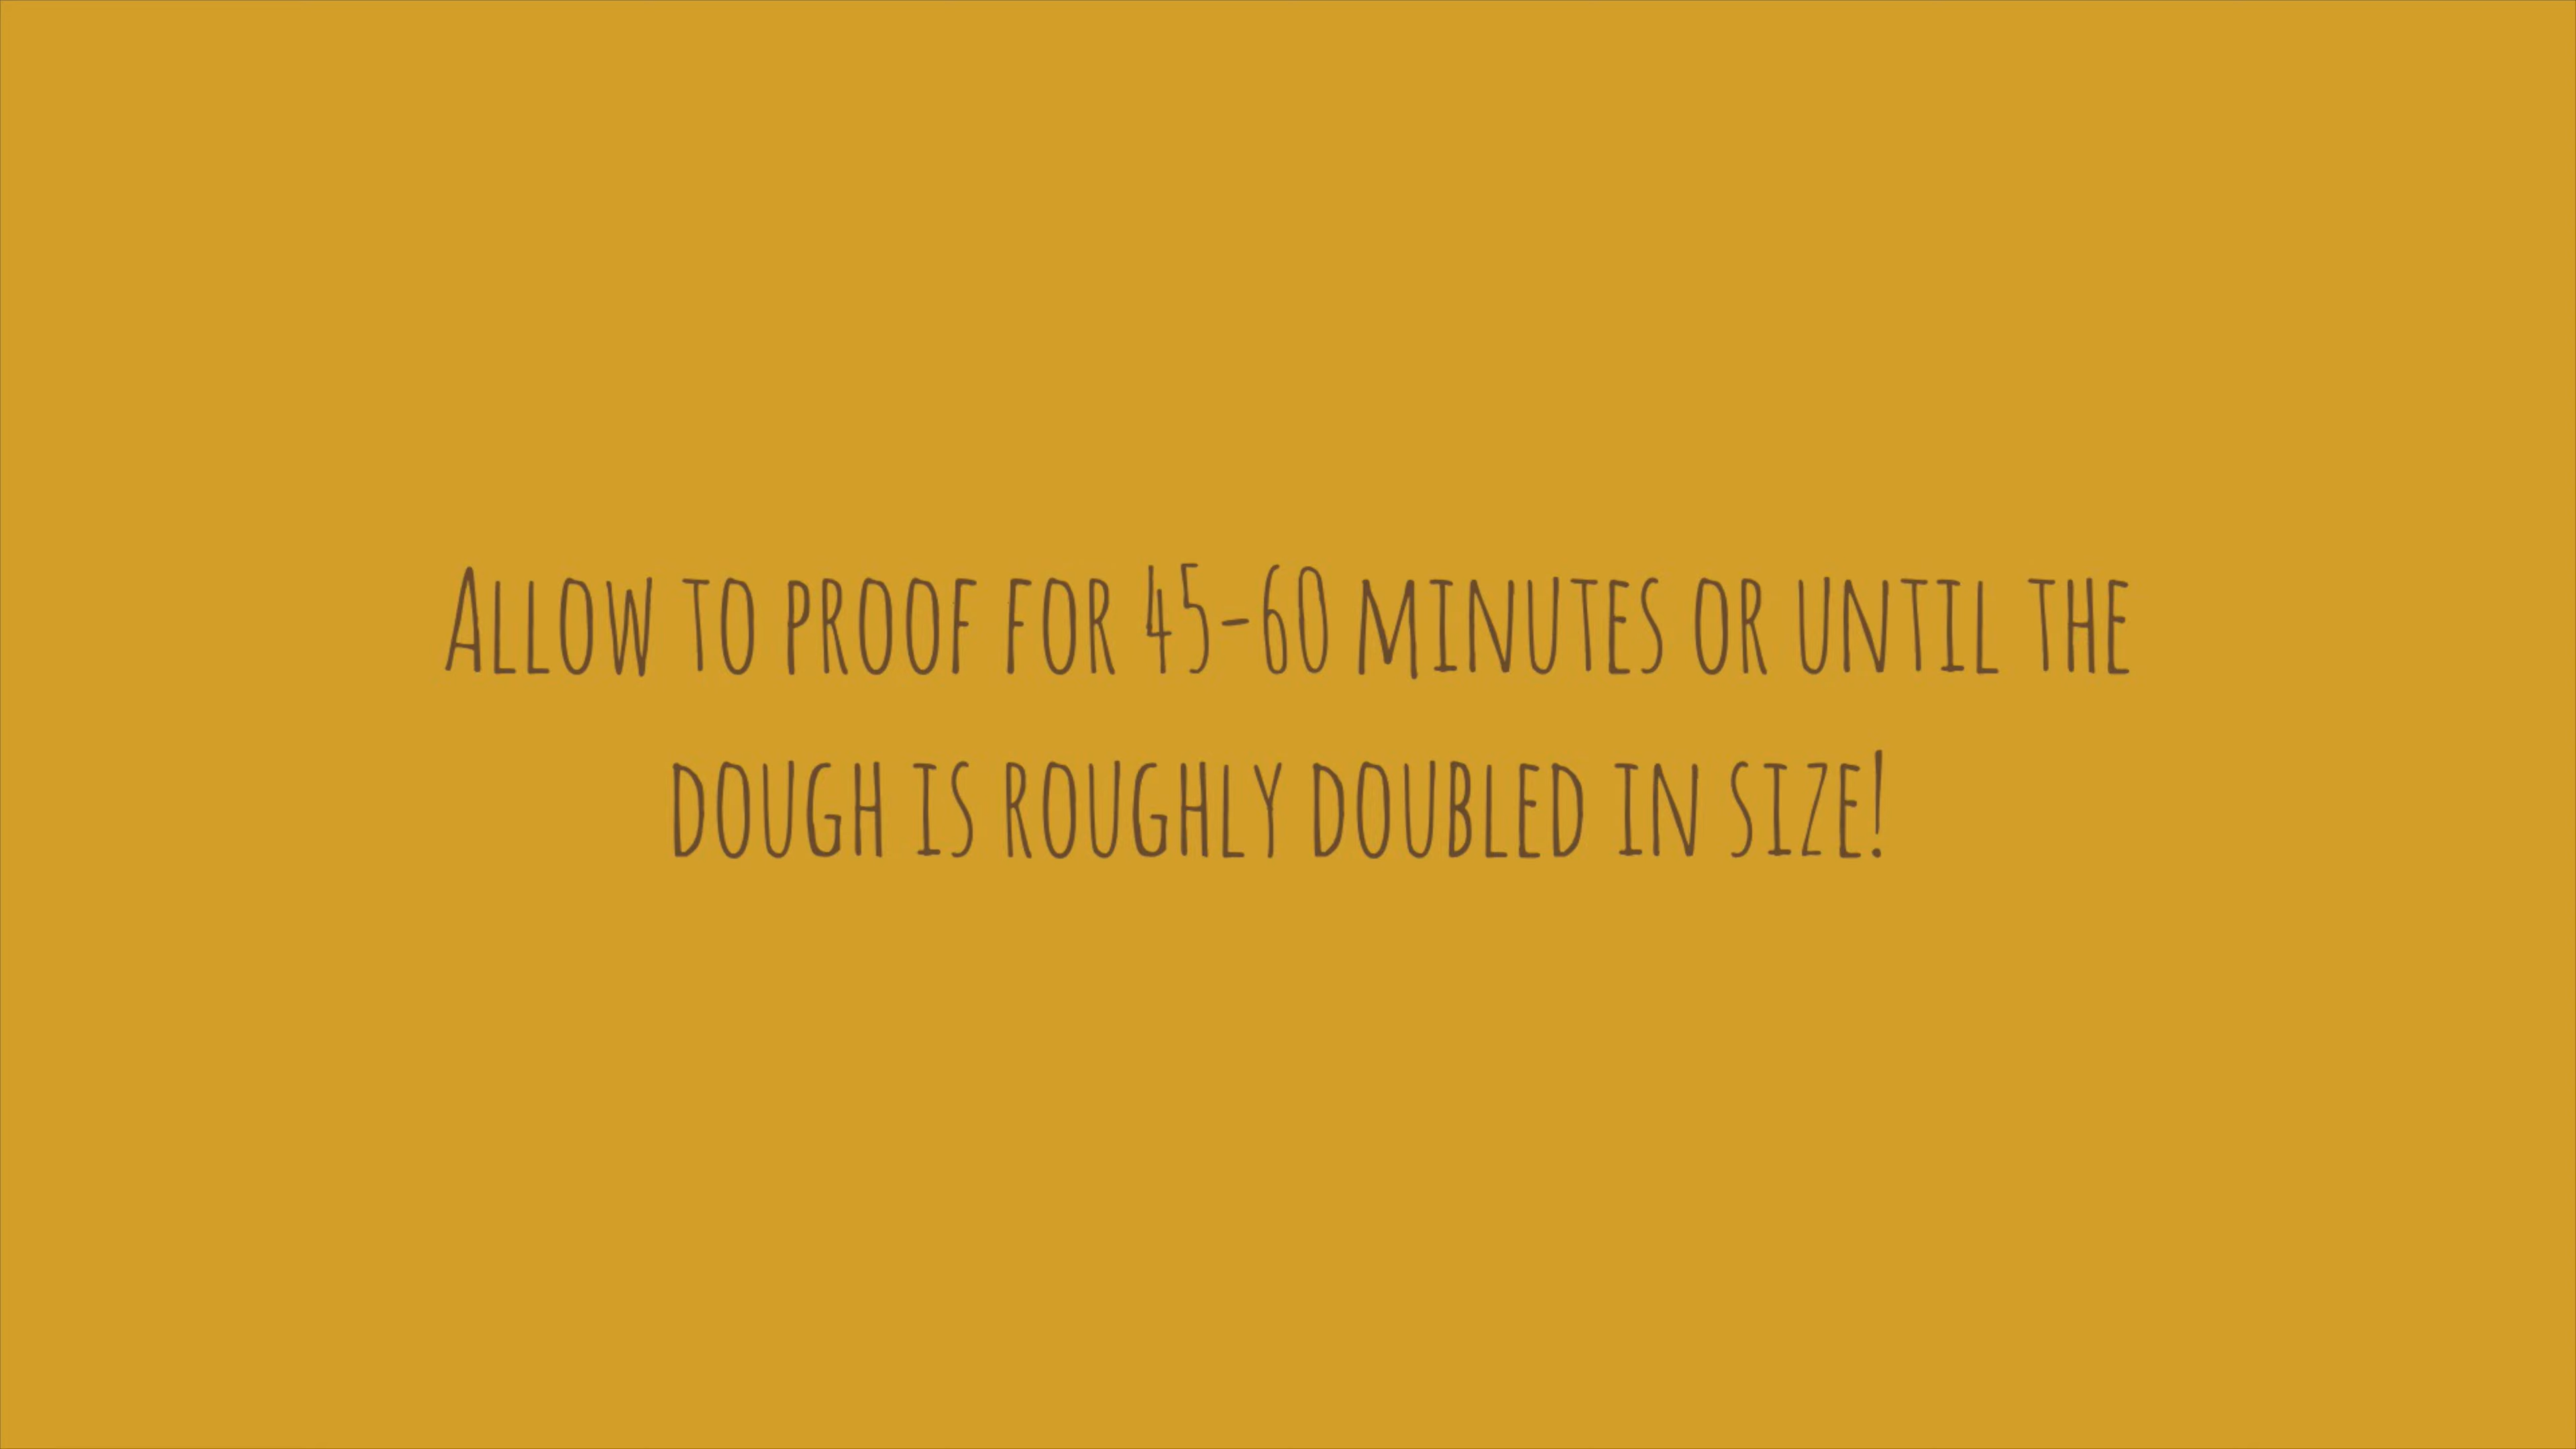 Allow to proof for 45-60 minutes or until the
dough is roughly doubled in size!